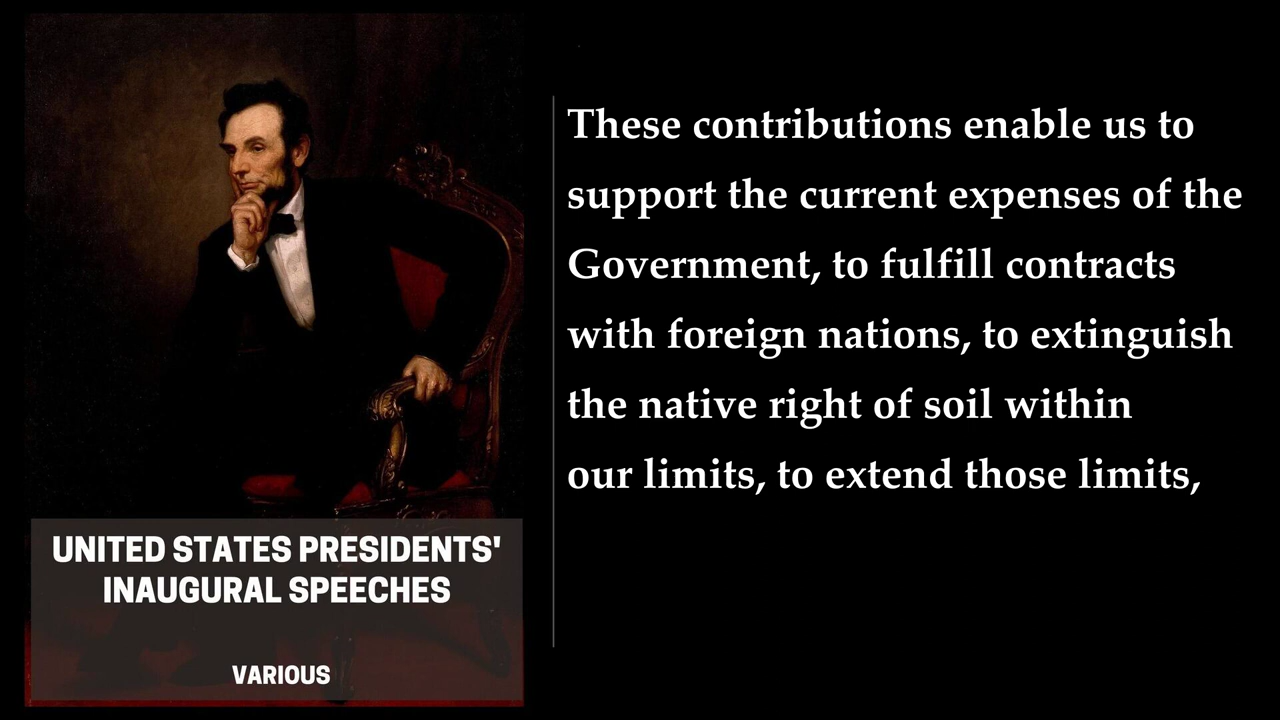 These contributions enable us to
support the current expenses of the
Government, to fulfill contracts
with foreign nations, to extinguish
the native right of soil within
our limits, to extend those limits,
UNITED STATES PRESIDENTS'
INAUGURAL SPEECHES
VARIOUS